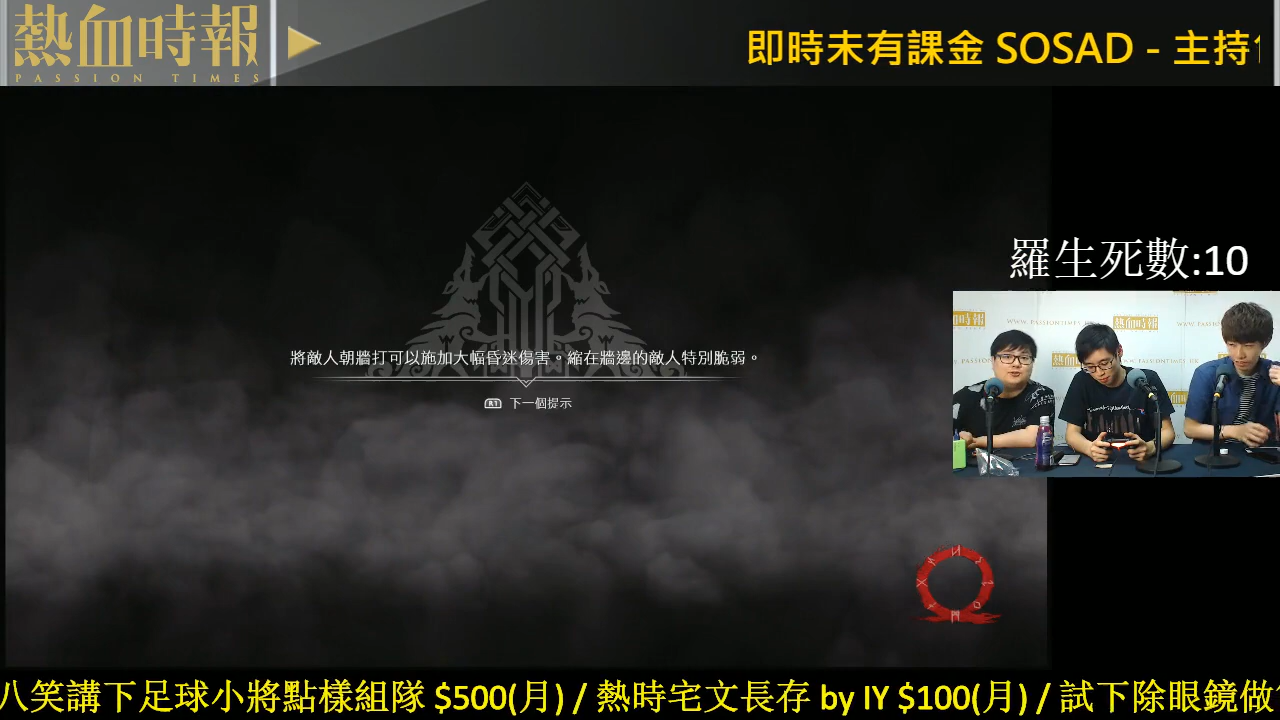 熱血時報
PASSION TIMES
即時未有課金 SOSAD - 主持
羅生死數:10
將敵人朝牆打可以施加大幅昏迷傷害。縮在牆邊的敵人特別脆弱。
R1 下一個提示
八笑講下足球小將點樣組隊 $500(月) / 熱時宅文長存 by IY $100(月) / 試下除眼鏡做